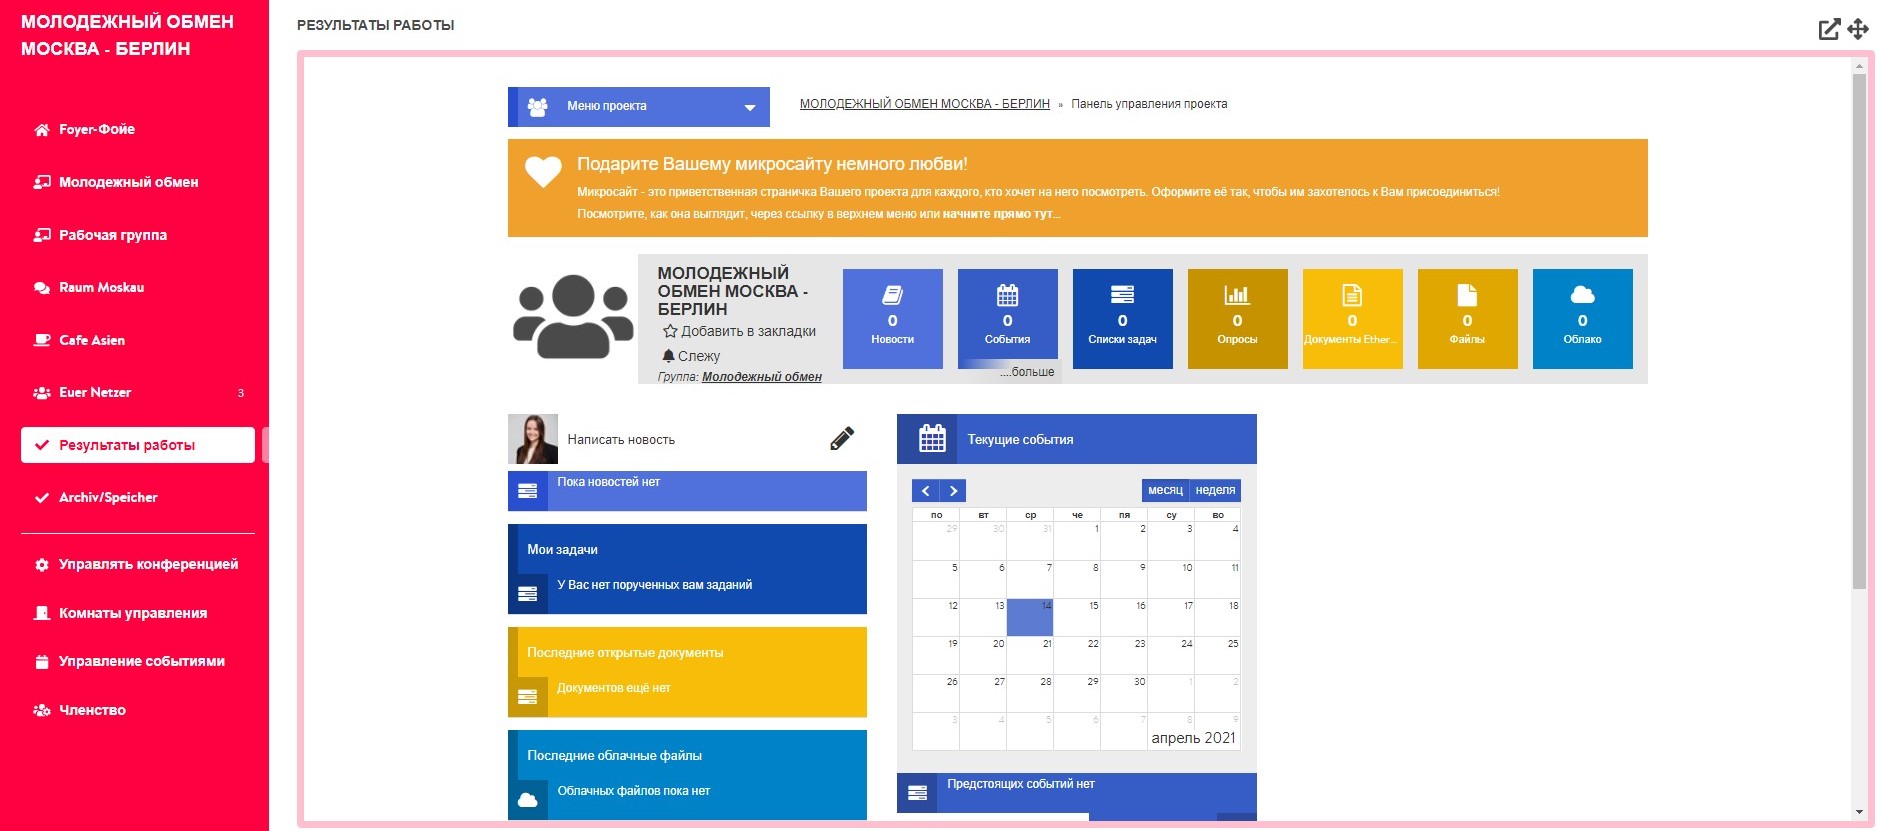 МОЛОДЕЖНЫЙ ОБМЕН
МОСКВА - БЕРЛИН
Foyer-Фойе
Молодежный обмен
Рабочая группа
Raum Moskau
Cafe Asien
Euer Netzer 3
Результаты работы
Archiv/Speicher
Управлять конференцией
Комнаты управления
Управление событиями
Членство
РЕЗУЛЬТАТЫ РАБОТЫ
Меню проекта
МОЛОДЕЖНЫЙ ОБМЕН МОСКВА - БЕРЛИН » Панель управления проекта
Подарите Вашему микросайту немного любви!
Микросайт - это приветственная страничка Вашего проекта для каждого, кто хочет на него посмотреть. Оформите её так, чтобы им захотелось к Вам присоединиться!
Посмотрите, как она выглядит, через ссылку в верхнем меню или начните прямо тут...
МОЛОДЕЖНЫЙ
ОБМЕН МОСКВА -
БЕРЛИН
Добавить в закладки
Слежу
Группа: Молодежный обмен
0
Новости
0
События
0
Списки задач
0
Опросы
0
Документы Ether...
0
Файлы
0
Облако
....больше
Написать новость
Пока новостей нет
Мои задачи
У Вас нет порученных вам заданий
Последние открытые документы
Документов ещё нет
Последние облачные файлы
Облачных файлов пока нет
Текущие события
месяц неделя
по вт ср че пя су во
29 30 31 1 2 3 4
5 6 7 8 9 10 11
12 13 14 15 16 17 18
19 20 21 22 23 24 25
26 27 28 29 30 1 2
3 4 5 6 7 8 9
апрель 2021
Предстоящих событий нет